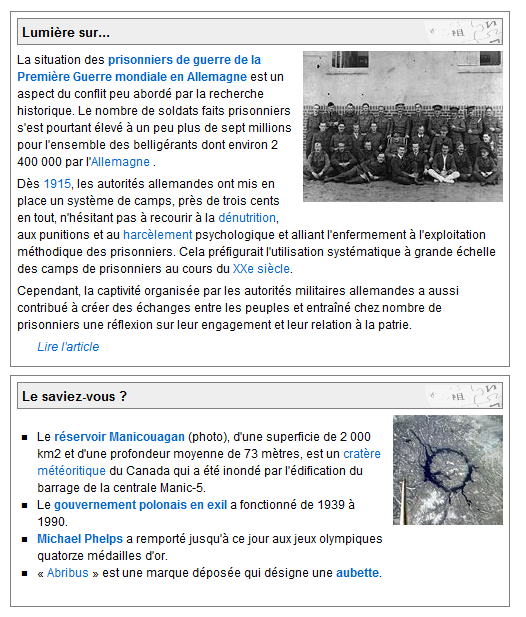 Lumière sur...
La situation des prisonniers de guerre de la
Première Guerre mondiale en Allemagne est un
aspect du conflit peu abordé par la recherche
historique. Le nombre de soldats faits prisonniers
s'est pourtant élevé à un peu plus de sept millions
pour l'ensemble des belligérants dont environ 2
400 000 par l'Allemagne .
Dès 1915, les autorités allemandes ont mis en
place un système de camps, près de trois cents
en tout, n'hésitant pas à recourir à la dénutrition,
aux punitions et au harcèlement psychologique et alliant l'enfermement à l'exploitation
méthodique des prisonniers. Cela préfigurait l'utilisation systématique à grande échelle
des camps de prisonniers au cours du XXe siècle.
Cependant, la captivité organisée par les autorités militaires allemandes a aussi
contribué à créer des échanges entre les peuples et entraîné chez nombre de
prisonniers une réflexion sur leur engagement et leur relation à la patrie.
Lire l'article
Le saviez-vous ?
Le réservoir Manicouagan (photo), d'une superficie de 2 000
km2 et d'une profondeur moyenne de 73 mètres, est un cratère
météoritique du Canada qui a été inondé par l'édification du
barrage de la centrale Manic-5.
Le gouvernement polonais en exil a fonctionné de 1939 à
1990.
Michael Phelps a remporté jusqu'à ce jour aux jeux olympiques
quatorze médailles d'or.
« Abribus » est une marque déposée qui désigne une aubette.